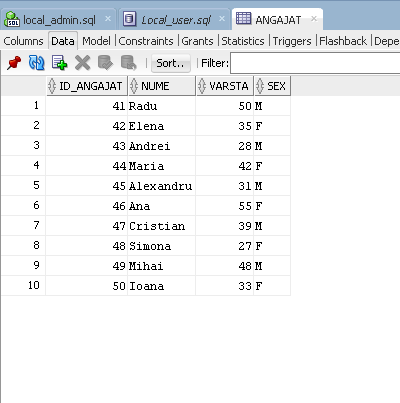 local_admin.sql Local_user.sql ANGAJAT
Columns Data Model Constraints Grants Statistics Triggers Flashback Depe
Sort.. Filter:
ID_ANGAJAT NUME VARSTA SEX
1 41 Radu 50 M
2 42 Elena 35 F
3 43 Andrei 28 M
4 44 Maria 42 F
5 45 Alexandru 31 M
6 46 Ana 55 F
7 47 Cristian 39 M
8 48 Simona 27 F
9 49 Mihai 48 M
10 50 Ioana 33 F